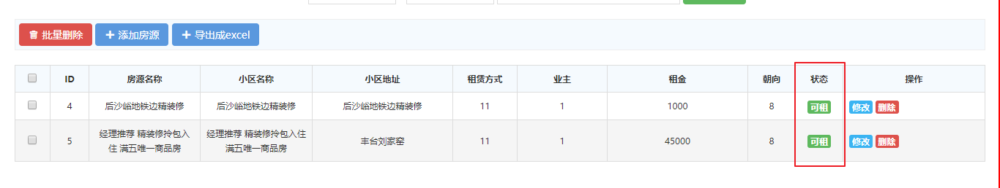 批量删除 添加房源 导出成excel
ID 房源名称 小区名称 小区地址 租赁方式 业主 租金 朝向 状态 操作
4 后沙峪地铁边精装修 后沙峪地铁边精装修 后沙峪地铁边精装修 11 1 1000 8 可租 修改 删除
5 经理推荐 精装修拎包入住 满五唯一商品房 经理推荐 精装修拎包入住 满五唯一商品房 丰台刘家窑 11 1 45000 8 可租 修改 删除